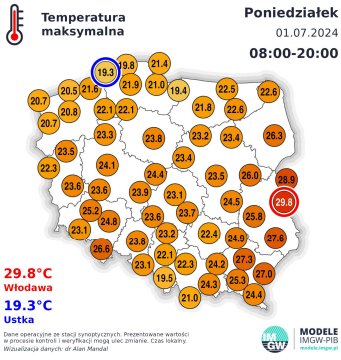 Temperatura
maksymalna
Poniedziałek
01.07.2024
08:00-20:00
19.3 19.8 21.4
20.7 20.5 21.6 21.9 21.0 19.4 22.5 22.6
20.7 20.8 22.1 22.1 21.8 22.6
23.3 23.8 23.2 23.4 26.3
23.5 22.3 24.1 24.4 23.4
23.6 23.6 23.9 23.1 23.5 26.0 28.9
25.2 24.8 23.6 23.7 24.5 25.8 29.8
23.1 26.6 23.8 23.2 22.4 24.9 27.6
23.1 22.1 22.3 24.2 27.3
19.5 21.0 24.3 25.3 27.0 24.4
29.8°C
Włodawa
19.3°C
Ustka
Dane operacyjne ze stacji synoptycznych. Prezentowane wartości
w procesie kontroli i weryfikacji mogą ulec zmianie. Czas lokalny.
Wizualizacja danych: dr Alan Mandal
IMGW
MODELE
IMGW-PIB
modele.imgw.pl